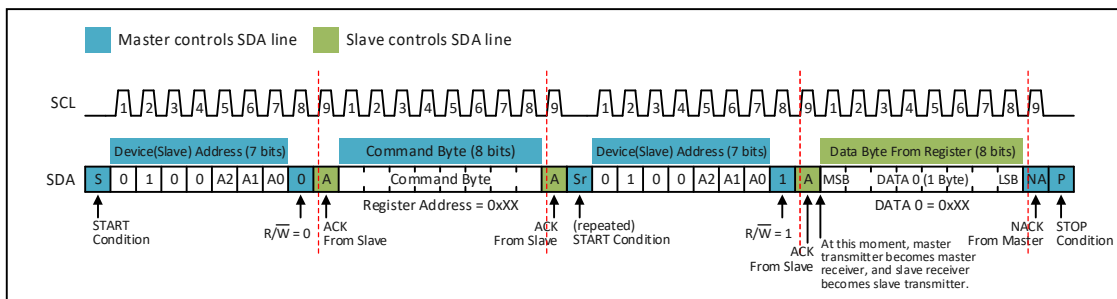 Master controls SDA line
Slave controls SDA line
SCL
1 2 3 4 5 6 7 8 9 1 2 3 4 5 6 7 8 9 1 2 3 4 5 6 7 8 9 1 2 3 4 5 6 7 8 9
Device(Slave) Address (7 bits)
Command Byte (8 bits)
Device(Slave) Address (7 bits)
Data Byte From Register (8 bits)
SDA
S 0 1 0 0 A2 A1 A0 0 A Command Byte A Sr 0 1 0 0 A2 A1 A0 1 A MSB DATA 0 (1 Byte) LSB NA P
Register Address = 0xXX
DATA 0 = 0xXX
START
Condition
R/W̅ = 0
ACK
From Slave
ACK
From Slave
(repeated)
START Condition
R/W̅ = 1
ACK
From Slave
At this moment, master
transmitter becomes master
receiver, and slave receiver
becomes slave transmitter.
NACK
From Master
STOP
Condition